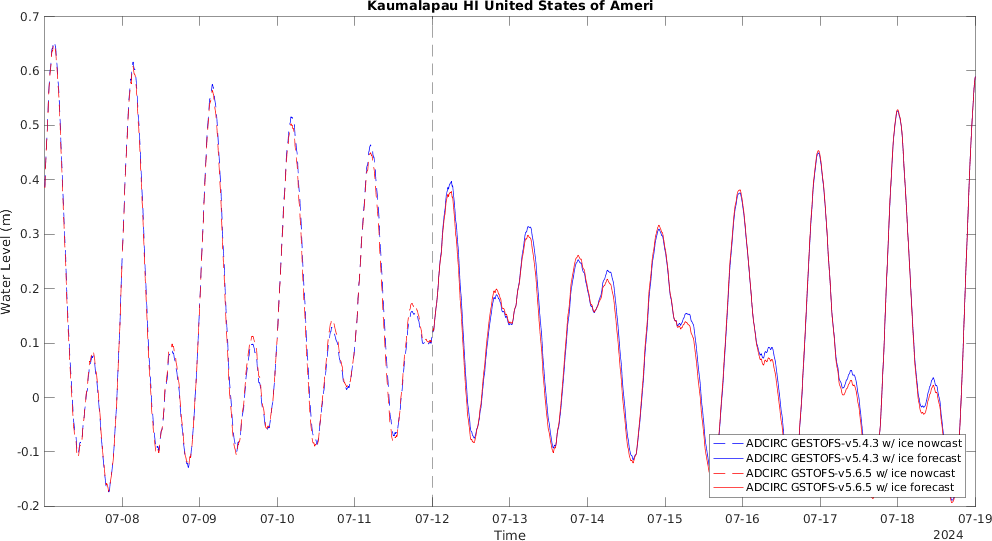 Kaumalapau HI United States of Ameri
0.7
0.6
0.5
0.4
0.3
0.2
0.1
0
-0.1
-0.2
Water Level (m)
ADCIRC GESTOFS-v5.4.3 w/ ice nowcast
ADCIRC GESTOFS-v5.4.3 w/ ice forecast
ADCIRC GSTOFS-v5.6.5 w/ ice nowcast
ADCIRC GSTOFS-v5.6.5 w/ ice forecast
07-08 07-09 07-10 07-11 07-12 07-13 07-14 07-15 07-16 07-17 07-18 07-19
Time
2024